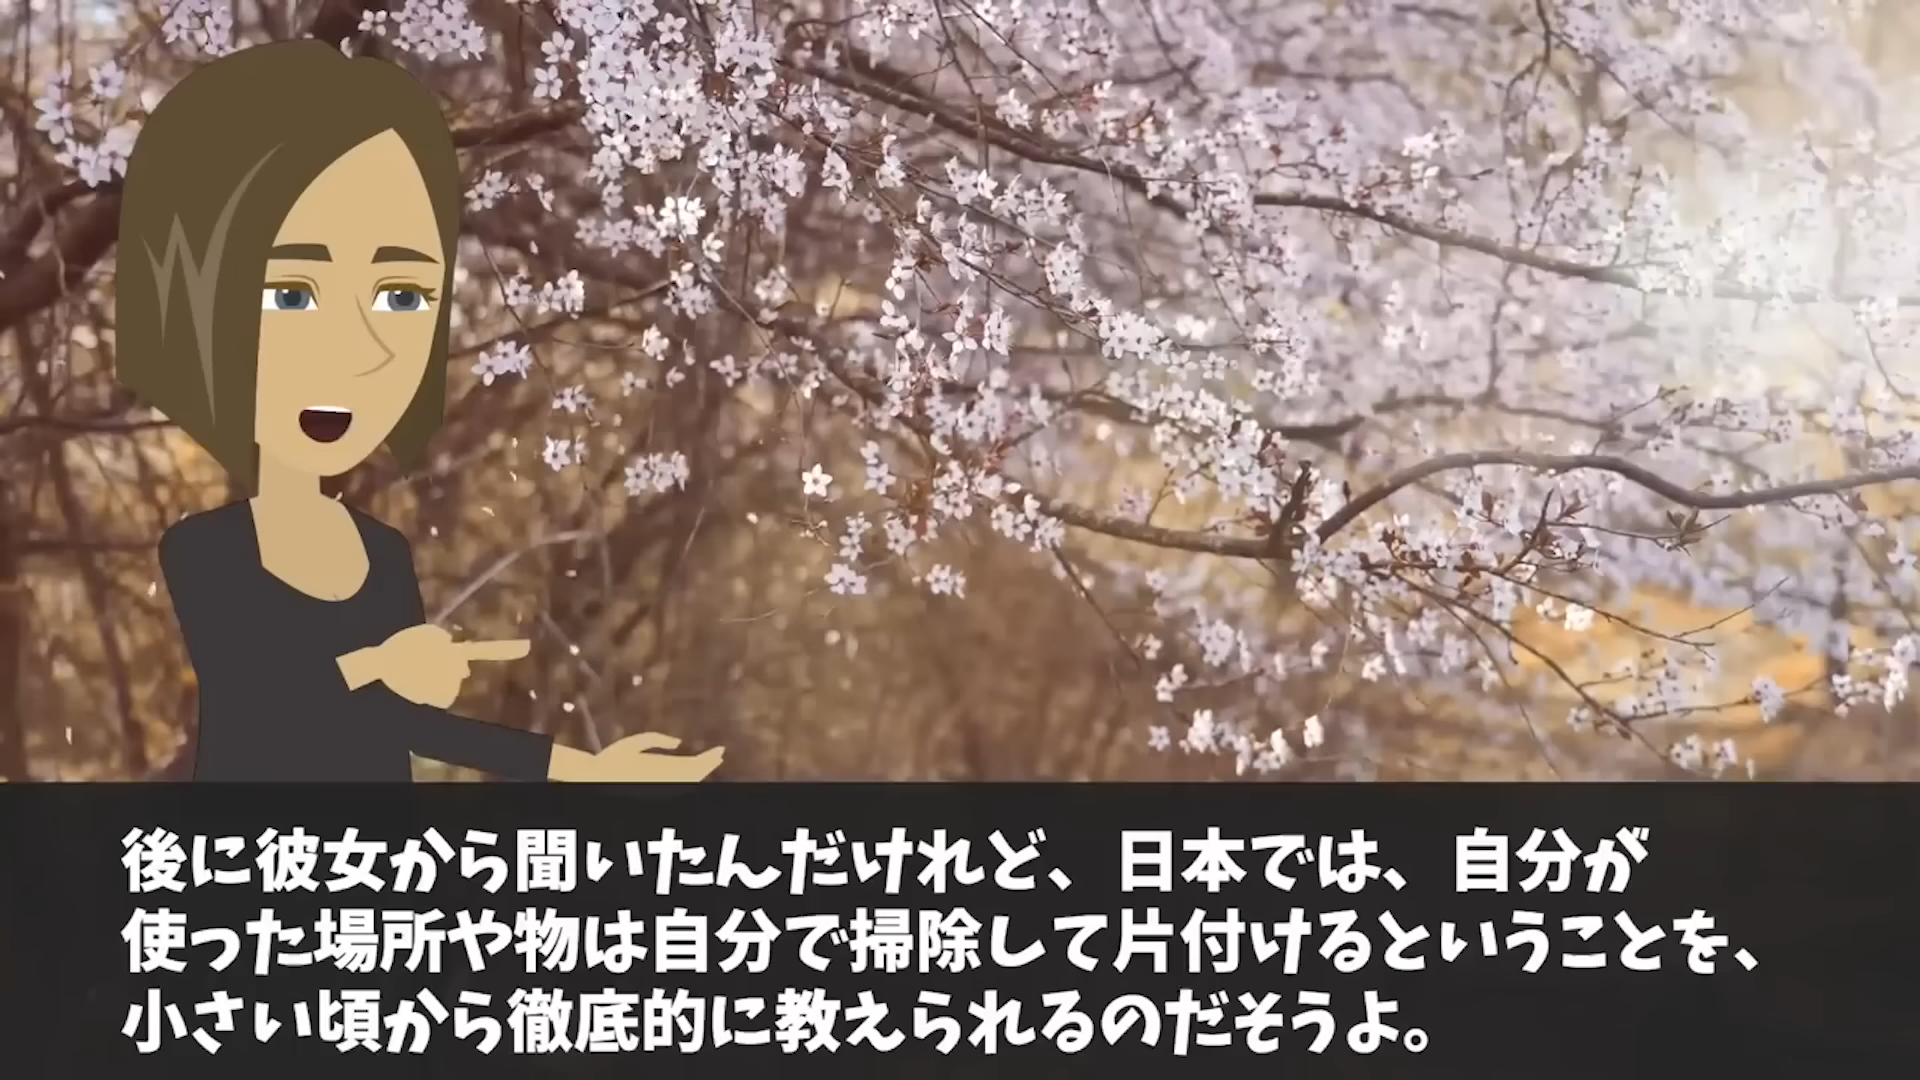 後に彼女から聞いたんだけれど、日本では、自分が
使った場所や物は自分で掃除して片付けるということを、
小さい頃から徹底的に教えられるのだそうよ。